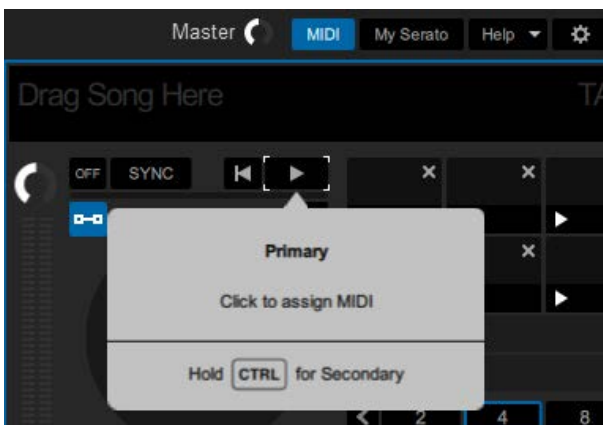 Master MIDI My Serato Help
Drag Song Here TA
OFF SYNC
Primary
Click to assign MIDI
Hold CTRL for Secondary
2 4 8